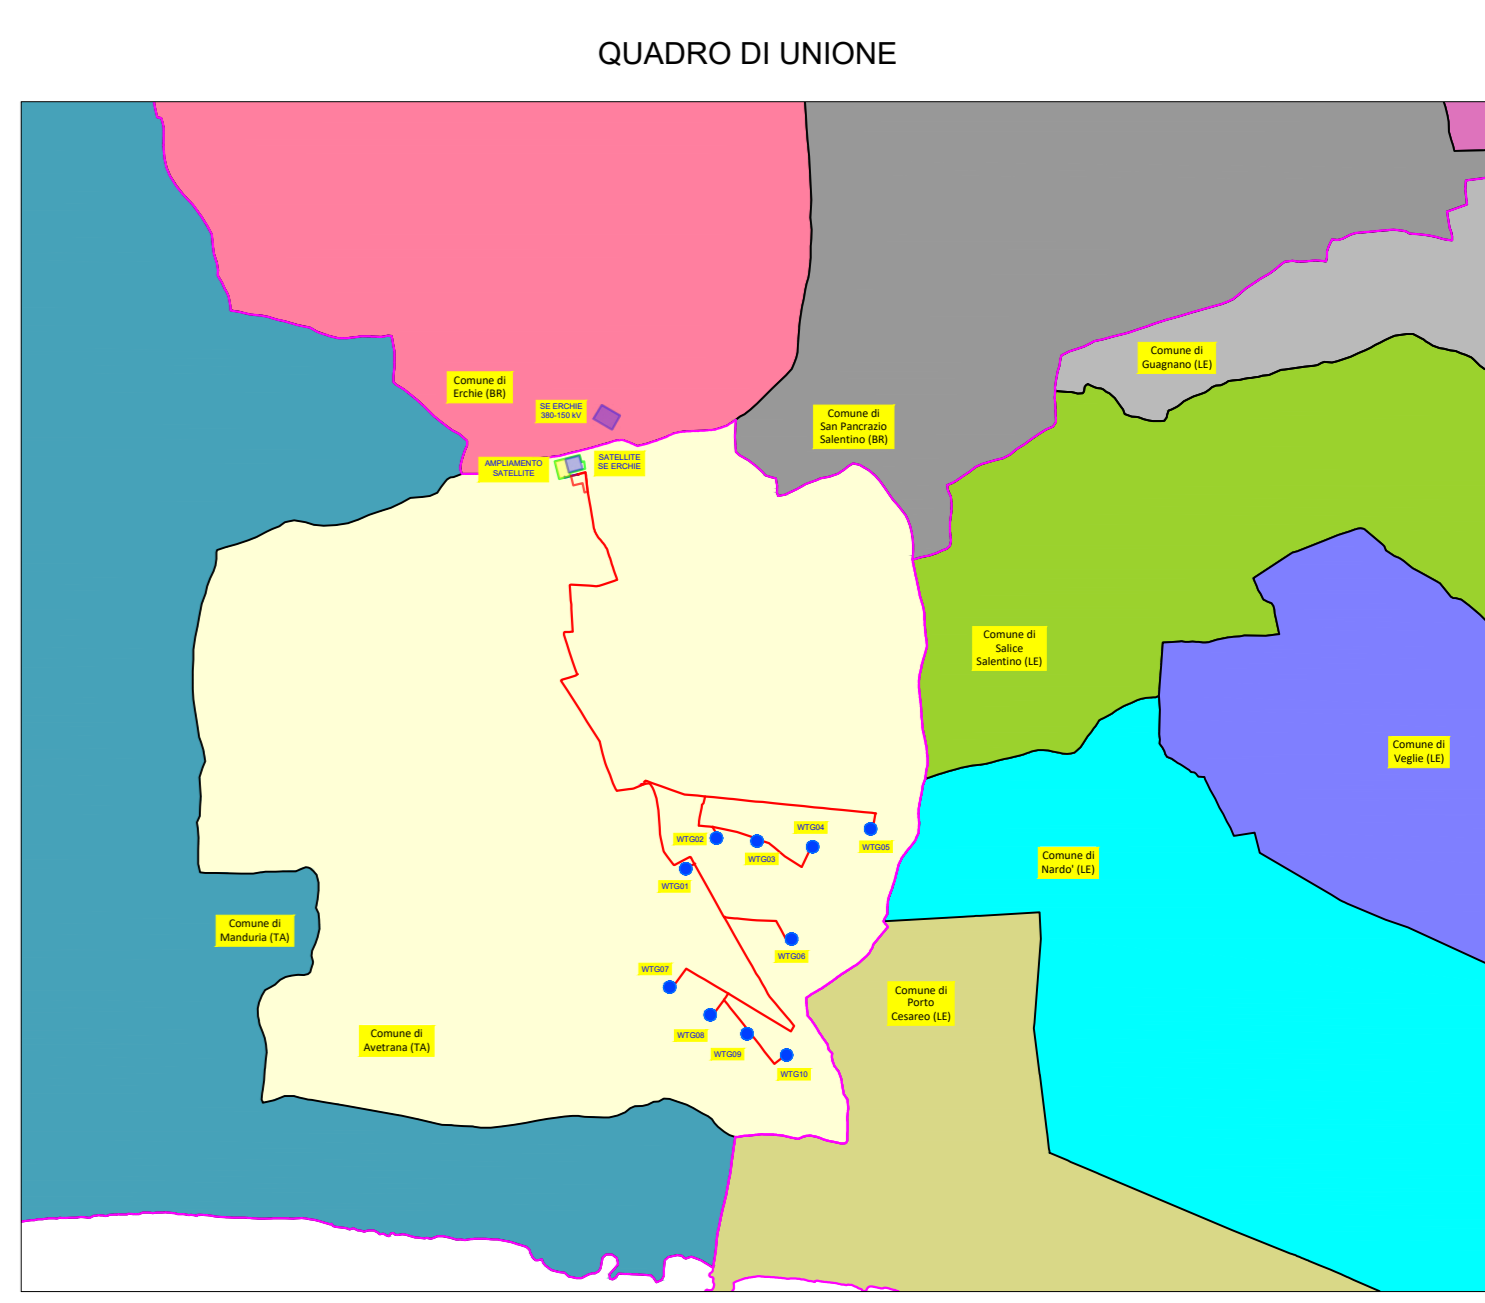 QUADRO DI UNIONE
Comune di
Guagnano (LE)
Comune di
Erchie (BR)
SE ERCHIE
380-150 kV
Comune di
San Pancrazio
Salentino (BR)
AMPLIAMENTO
SATELLITE
SATELLITE
SE ERCHIE
Comune di
Salice
Salentino (LE)
Comune di
Veglie (LE)
WTG02
WTG03
WTG04
WTG05
Comune di
Nardo' (LE)
WTG01
Comune di
Manduria (TA)
WTG06
WTG07
Comune di
Porto
Cesareo (LE)
Comune di
Avetrana (TA)
WTG08
WTG09
WTG10